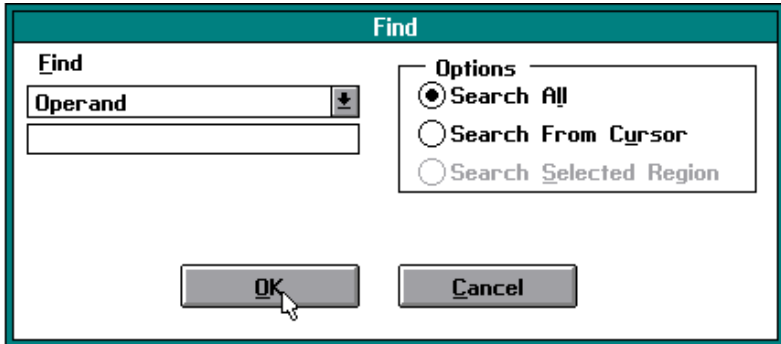 Find
Find
Operand
Options
Search All
Search From Cursor
Search Selected Region
OK
Cancel